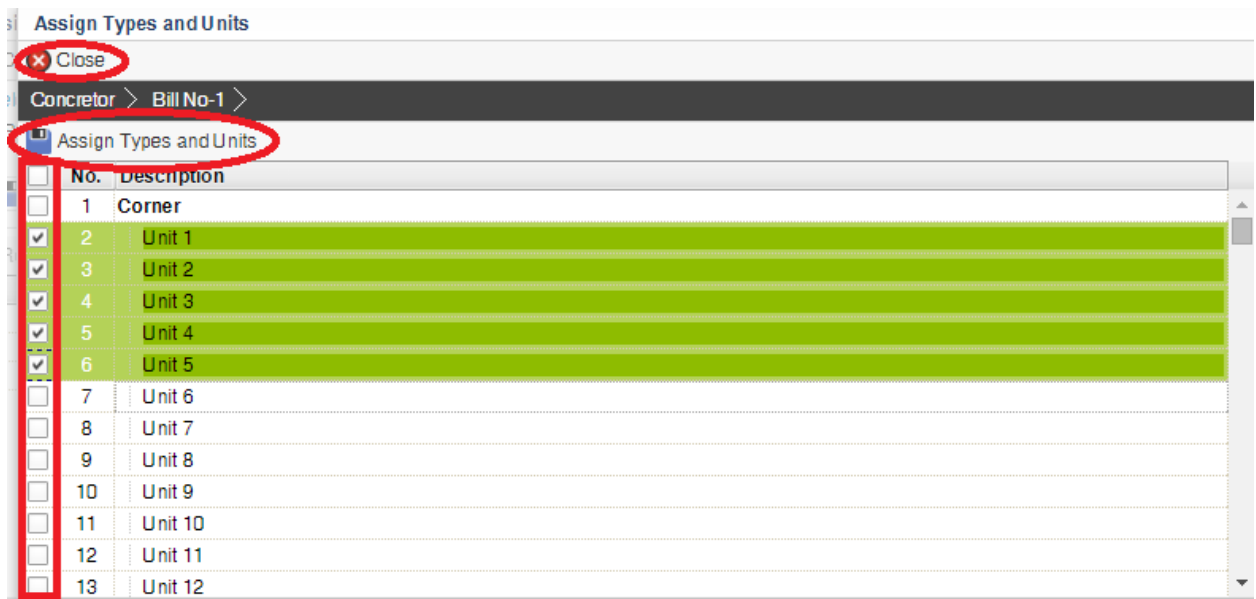 Assign Types and Units
Close
Concretor > Bill No-1 >
Assign Types and Units
No. Description
1 Corner
2 Unit 1
3 Unit 2
4 Unit 3
5 Unit 4
6 Unit 5
7 Unit 6
8 Unit 7
9 Unit 8
10 Unit 9
11 Unit 10
12 Unit 11
13 Unit 12